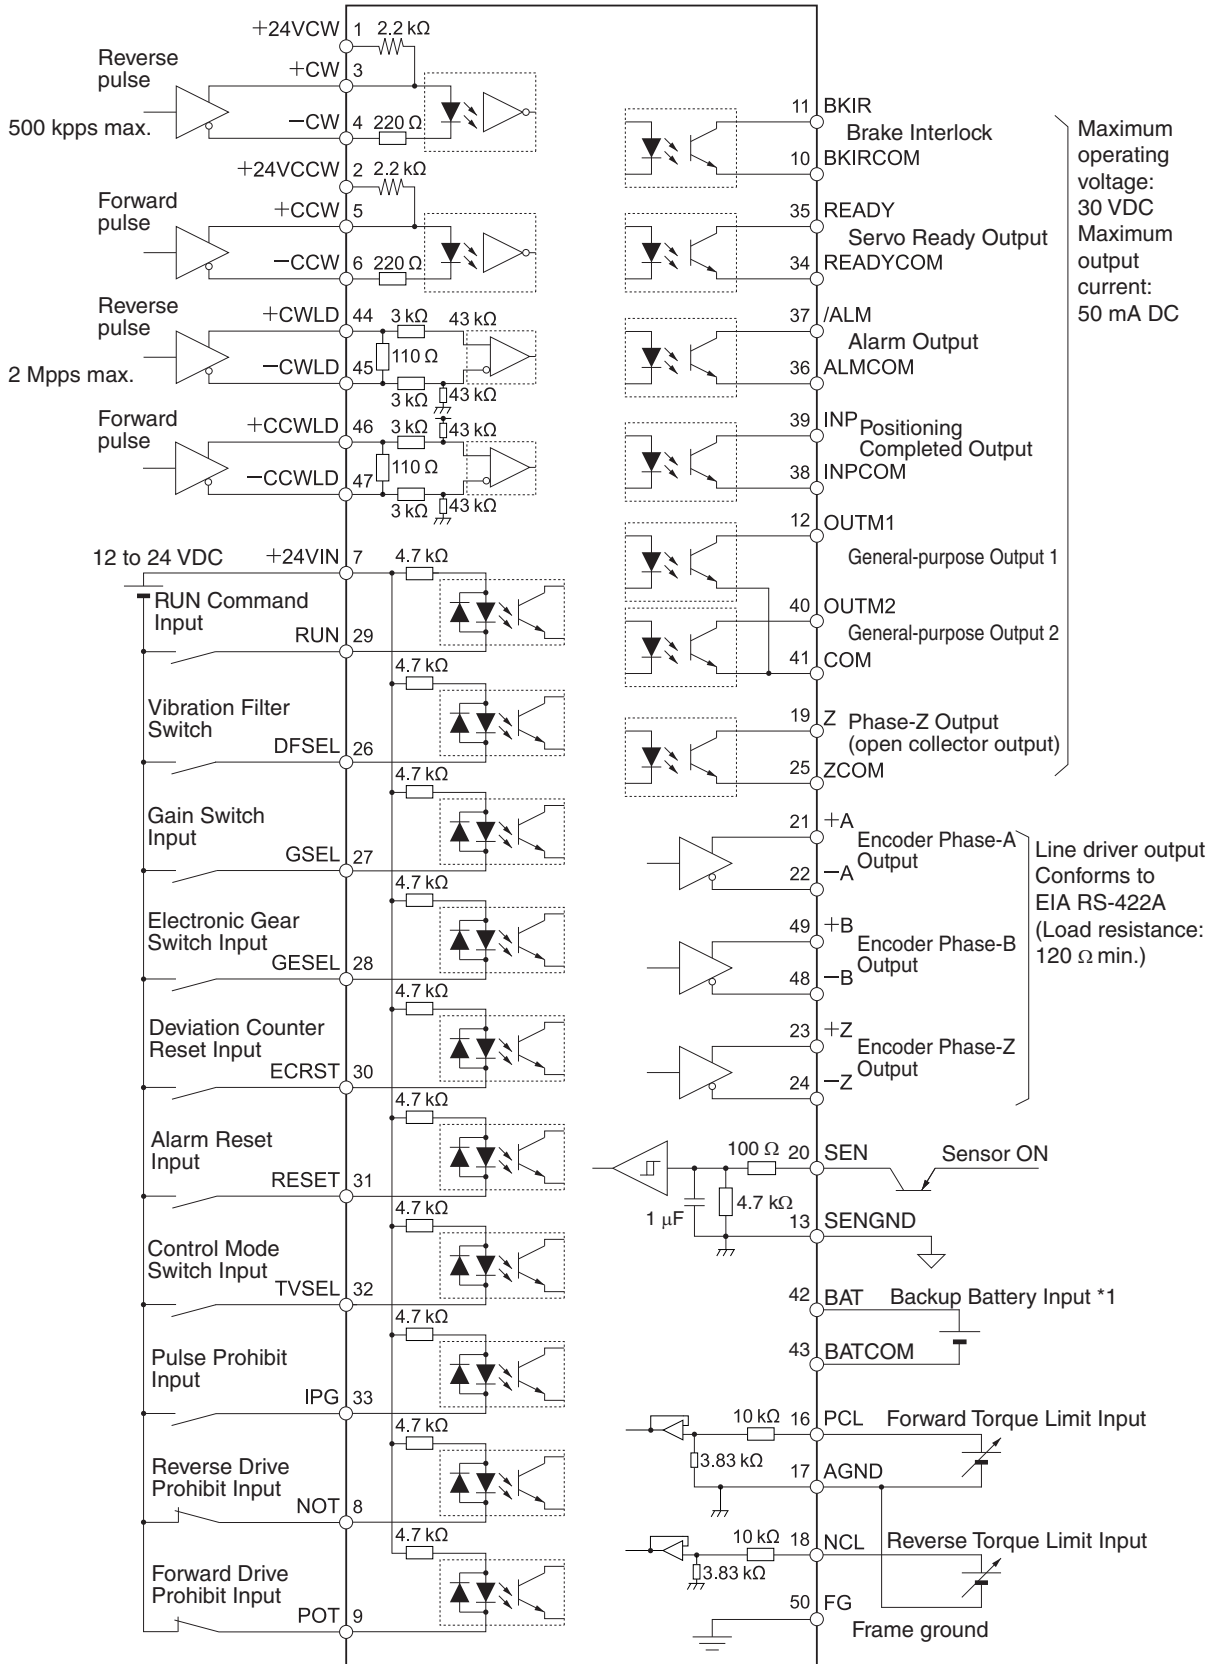 +24VCW 1 2.2 kΩ
Reverse
pulse
+CW 3
500 kpps max.
−CW 4 220 Ω
+24VCCW 2 2.2 kΩ
Forward
pulse
+CCW 5
−CCW 6 220 Ω
Reverse
pulse
+CWLD 44 3 kΩ 43 kΩ
110 Ω
2 Mpps max.
−CWLD 45
3 kΩ 43 kΩ
Forward
pulse
+CCWLD 46 3 kΩ 43 kΩ
110 Ω
−CCWLD 47
3 kΩ 43 kΩ
12 to 24 VDC
+24VIN 7 4.7 kΩ
RUN Command
Input
RUN 29
4.7 kΩ
Vibration Filter
Switch
DFSEL 26
4.7 kΩ
Gain Switch
Input
GSEL 27
4.7 kΩ
Electronic Gear
Switch Input
GESEL 28
4.7 kΩ
Deviation Counter
Reset Input
ECRST 30
4.7 kΩ
Alarm Reset
Input
RESET 31
4.7 kΩ
Control Mode
Switch Input
TVSEL 32
4.7 kΩ
Pulse Prohibit
Input
IPG 33
4.7 kΩ
Reverse Drive
Prohibit Input
NOT 8
4.7 kΩ
Forward Drive
Prohibit Input
POT 9
11 BKIR
Brake Interlock
10 BKIRCOM
35 READY
Servo Ready Output
34 READYCOM
37 /ALM
Alarm Output
36 ALMCOM
39 INP Positioning
Completed Output
38 INPCOM
12 OUTM1
General-purpose Output 1
40 OUTM2
General-purpose Output 2
41 COM
19 Z Phase-Z Output
(open collector output)
25 ZCOM
Maximum
operating
voltage:
30 VDC
Maximum
output
current:
50 mA DC
21 +A
Encoder Phase-A
Output
22 −A
49 +B
Encoder Phase-B
Output
48 −B
23 +Z
Encoder Phase-Z
Output
24 −Z
Line driver output
Conforms to
EIA RS-422A
(Load resistance:
120 Ω min.)
100 Ω 20 SEN Sensor ON
1 μF 4.7 kΩ
13 SENGND
42 BAT Backup Battery Input *1
43 BATCOM
10 kΩ 16 PCL Forward Torque Limit Input
3.83 kΩ
17 AGND
10 kΩ 18 NCL Reverse Torque Limit Input
3.83 kΩ
50 FG
Frame ground